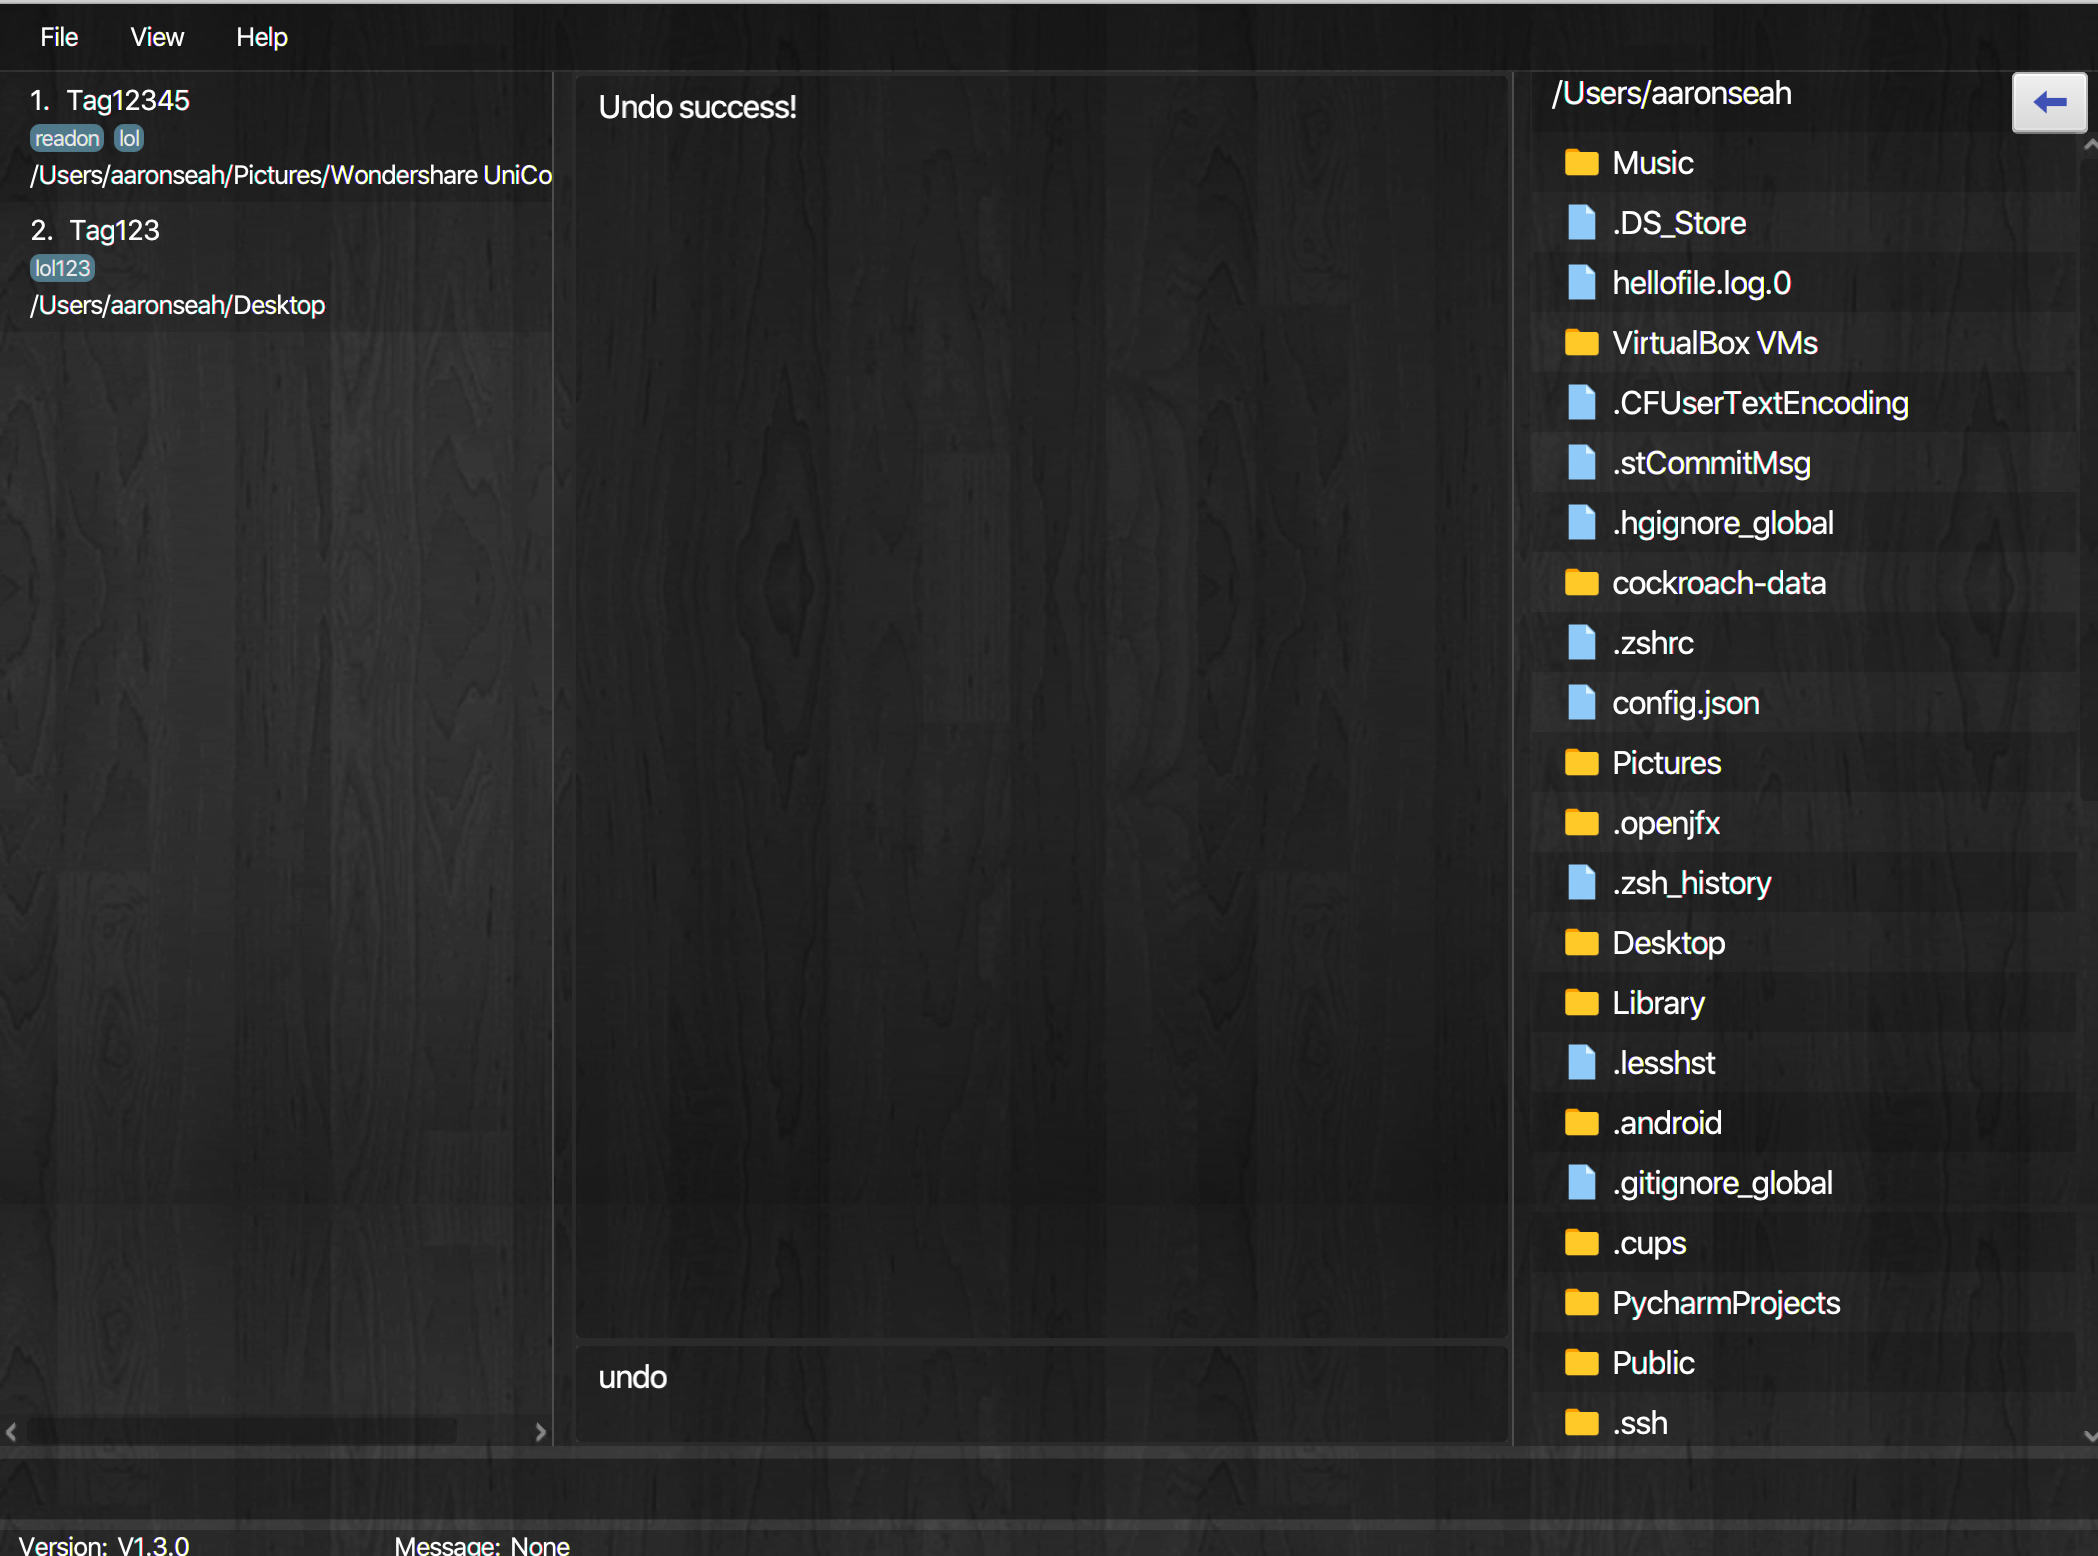 File View Help
1. Tag12345
readon lol
/Users/aaronseah/Pictures/Wondershare UniCo
2. Tag123
lol123
/Users/aaronseah/Desktop
Undo success!
undo
/Users/aaronseah
Music
.DS_Store
hellofile.log.0
VirtualBox VMs
.CFUserTextEncoding
.stCommitMsg
.hgignore_global
cockroach-data
.zshrc
config.json
Pictures
.openjfx
.zsh_history
Desktop
Library
.lesshst
.android
.gitignore_global
.cups
PycharmProjects
Public
.ssh
Version: V1.3.0 Message: None